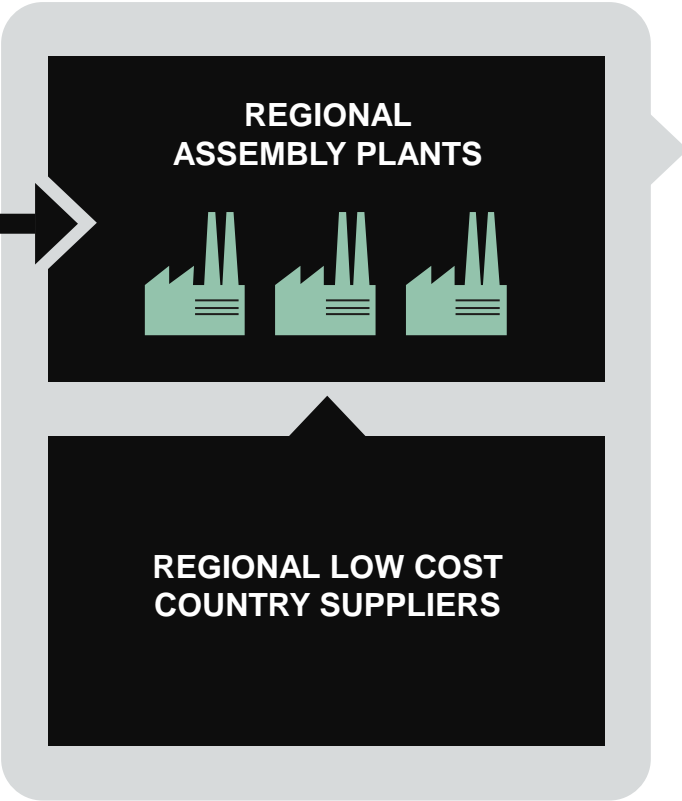 REGIONAL
ASSEMBLY PLANTS
REGIONAL LOW COST
COUNTRY SUPPLIERS